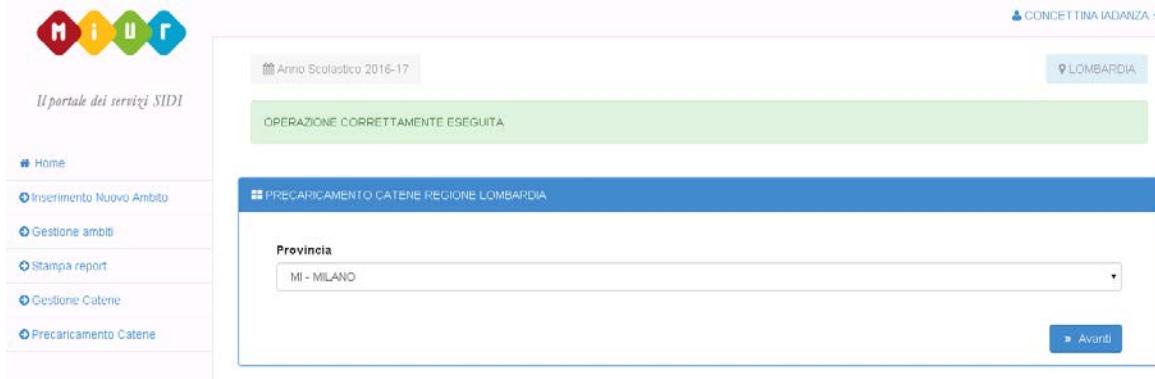 MiUr
CONCETTINA IADANZA
Anno Scolastico 2016-17
LOMBARDIA
Il portale dei servizi SIDI
OPERAZIONE CORRETTAMENTE ESEGUITA
Home
Inserimento Nuovo Ambito
PRECARICAMENTO CATENE REGIONE LOMBARDIA
Gestione ambiti
Provincia
Stampa report
MI - MILANO
Gestione Catene
Precaricamento Catene
» Avanti